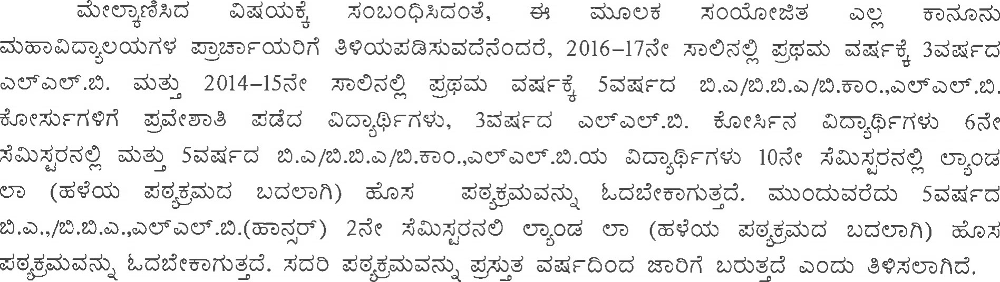 ಮೇಲ್ಕಾಣಿಸಿದ ವಿಷಯಕ್ಕೆ ಸಂಬಂಧಿಸಿದಂತೆ, ಈ ಮೂಲಕ ಸಂಯೋಜಿತ ಎಲ್ಲ ಕಾನೂನು
ಮಹಾವಿದ್ಯಾಲಯಗಳ ಪ್ರಾರ್ಚಾಯರಿಗೆ ತಿಳಿಯಪಡಿಸುವದೆನೆಂದರೆ, 2016–17ನೇ ಸಾಲಿನಲ್ಲಿ ಪ್ರಥಮ ವರ್ಷಕ್ಕೆ 3ವರ್ಷದ
ಎಲ್‌ಎಲ್‌.ಬಿ. ಮತ್ತು 2014–15ನೇ ಸಾಲಿನಲ್ಲಿ ಪ್ರಥಮ ವರ್ಷಕ್ಕೆ 5ವರ್ಷದ ಬಿ.ಎ/ಬಿ.ಬಿ.ಎ/ಬಿ.ಕಾಂ.,ಎಲ್‌ಎಲ್‌.ಬಿ.
ಕೋರ್ಸುಗಳಿಗೆ ಪ್ರವೇಶಾತಿ ಪಡೆದ ವಿದ್ಯಾರ್ಥಿಗಳು, 3ವರ್ಷದ ಎಲ್‌ಎಲ್‌.ಬಿ. ಕೋರ್ಸಿನ ವಿದ್ಯಾರ್ಥಿಗಳು 6ನೇ
ಸೆಮಿಸ್ಟರನಲ್ಲಿ ಮತ್ತು 5ವರ್ಷದ ಬಿ.ಎ/ಬಿ.ಬಿ.ಎ/ಬಿ.ಕಾಂ.,ಎಲ್‌ಎಲ್‌.ಬಿ.ಯ ವಿದ್ಯಾರ್ಥಿಗಳು 10ನೇ ಸೆಮಿಸ್ಟರನಲ್ಲಿ ಲ್ಯಾಂಡ
ಲಾ (ಹಳೆಯ ಪಠ್ಯಕ್ರಮದ ಬದಲಾಗಿ) ಹೊಸ ಪಠ್ಯಕ್ರಮವನ್ನು ಓದಬೇಕಾಗುತ್ತದೆ. ಮುಂದುವರೆದು 5ವರ್ಷದ
ಬಿ.ಎ.,/ಬಿ.ಬಿ.ಎ.,ಎಲ್‌ಎಲ್‌.ಬಿ.(ಹಾನ್ಸರ್) 2ನೇ ಸೆಮಿಸ್ಟರನಲಿ ಲ್ಯಾಂಡ ಲಾ (ಹಳೆಯ ಪಠ್ಯಕ್ರಮದ ಬದಲಾಗಿ) ಹೊಸ
ಪಠ್ಯಕ್ರಮವನ್ನು ಓದಬೇಕಾಗುತ್ತದೆ. ಸದರಿ ಪಠ್ಯಕ್ರಮವನ್ನು ಪ್ರಸ್ತುತ ವರ್ಷದಿಂದ ಜಾರಿಗೆ ಬರುತ್ತದೆ ಎಂದು ತಿಳಿಸಲಾಗಿದೆ.